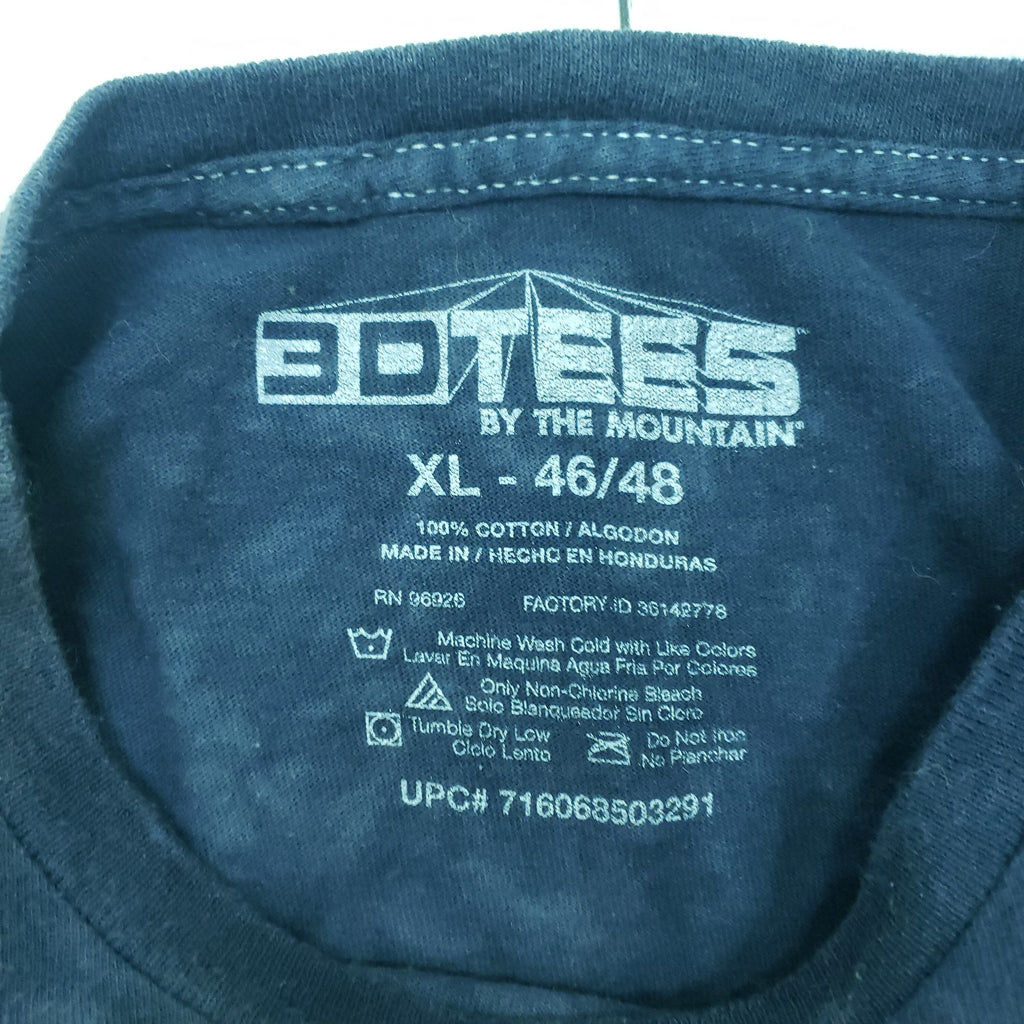 3DTEES
BY THE MOUNTAIN
XL - 46/48
100% COTTON / ALGODON
MADE IN / HECHO EN HONDURAS
RN 96926 FACTORY ID 36142778
Machine Wash Cold with Like Colors
Lavar En Maquina Agua Fria Por Colores
Only Non-Chlorine Bleach
Solo Blanqueador Sin Cloro
Tumble Dry Low Do Not Iron
Ciclo Lento No Planchar
UPC# 716068503291